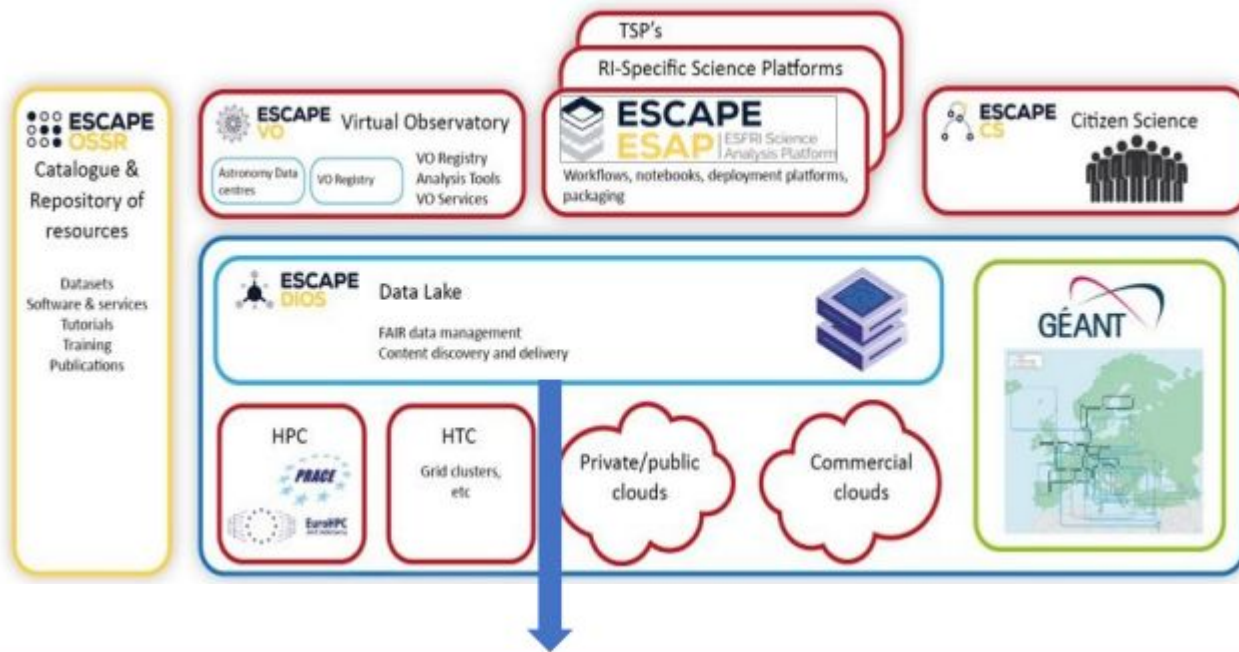 ESCAPE
OSSR
Catalogue &
Repository of
resources
Datasets
Software & services
Tutorials
Training
Publications
ESCAPE
VO
Virtual Observatory
Astronomy Data
centres
VO Registry
VO Registry
Analysis Tools
VO Services
TSP's
RI-Specific Science Platforms
ESCAPE
ESAP
ESFRI Science
Analysis Platform
Workflows, notebooks, deployment platforms,
packaging
ESCAPE
CS
Citizen Science
ESCAPE
DIOS
Data Lake
FAIR data management
Content discovery and delivery
HPC
PRACE
EuroHPC
HTC
Grid clusters,
etc
Private/public
clouds
Commercial
clouds
GÉANT